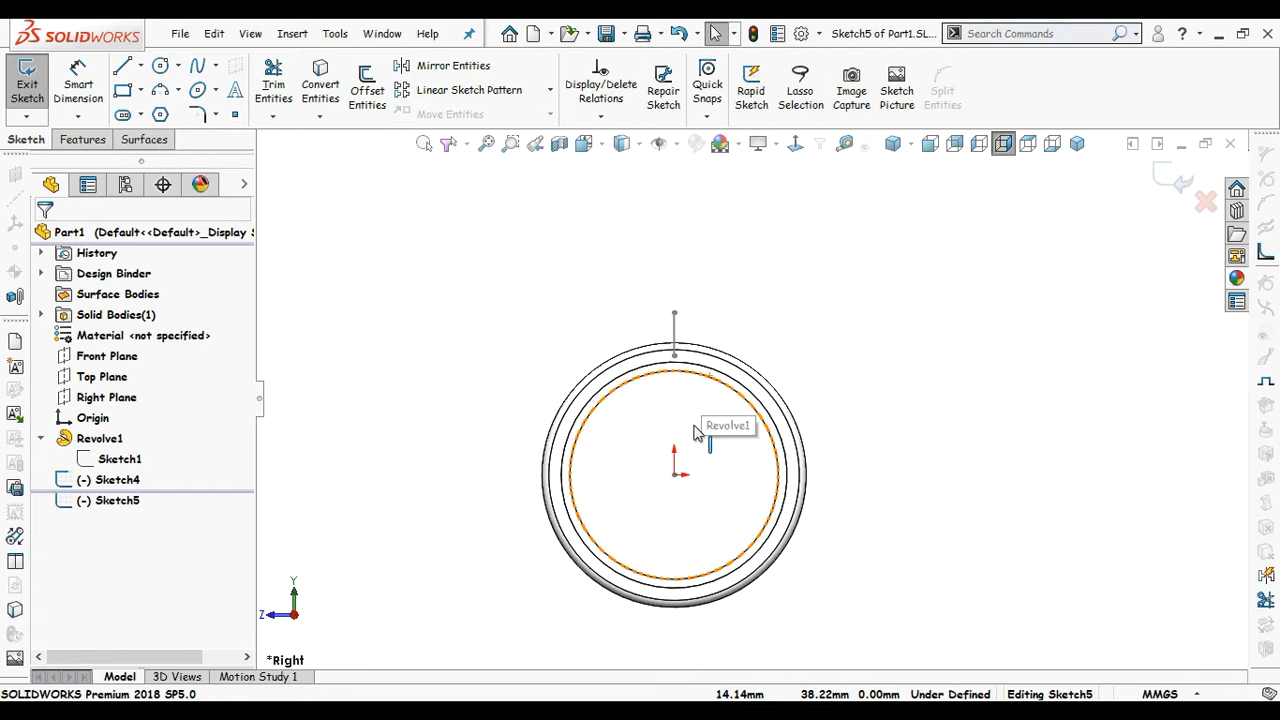 SOLIDWORKS File Edit View Insert Tools Window Sketch5 of Part1.SL... Search Commands ?
Exit Sketch Smart Dimension Trim Entities Convert Entities Offset Entities Mirror Entities Linear Sketch Pattern Move Entities Display/Delete Relations Repair Sketch Quick Snaps Rapid Sketch Lasso Selection Image Capture Sketch Picture Split Entities
Sketch Features Surfaces
Part1 (Default<<Default>_Display S
History
Design Binder
Surface Bodies
Solid Bodies(1)
Material <not specified>
Front Plane
Top Plane
Right Plane
Origin
Revolve1
Revolve1
Sketch1
(-) Sketch4
(-) Sketch5
Y
Z
*Right
Model 3D Views Motion Study 1
SOLIDWORKS Premium 2018 SP5.0 14.14mm 38.22mm 0.00mm Under Defined Editing Sketch5 MMGS